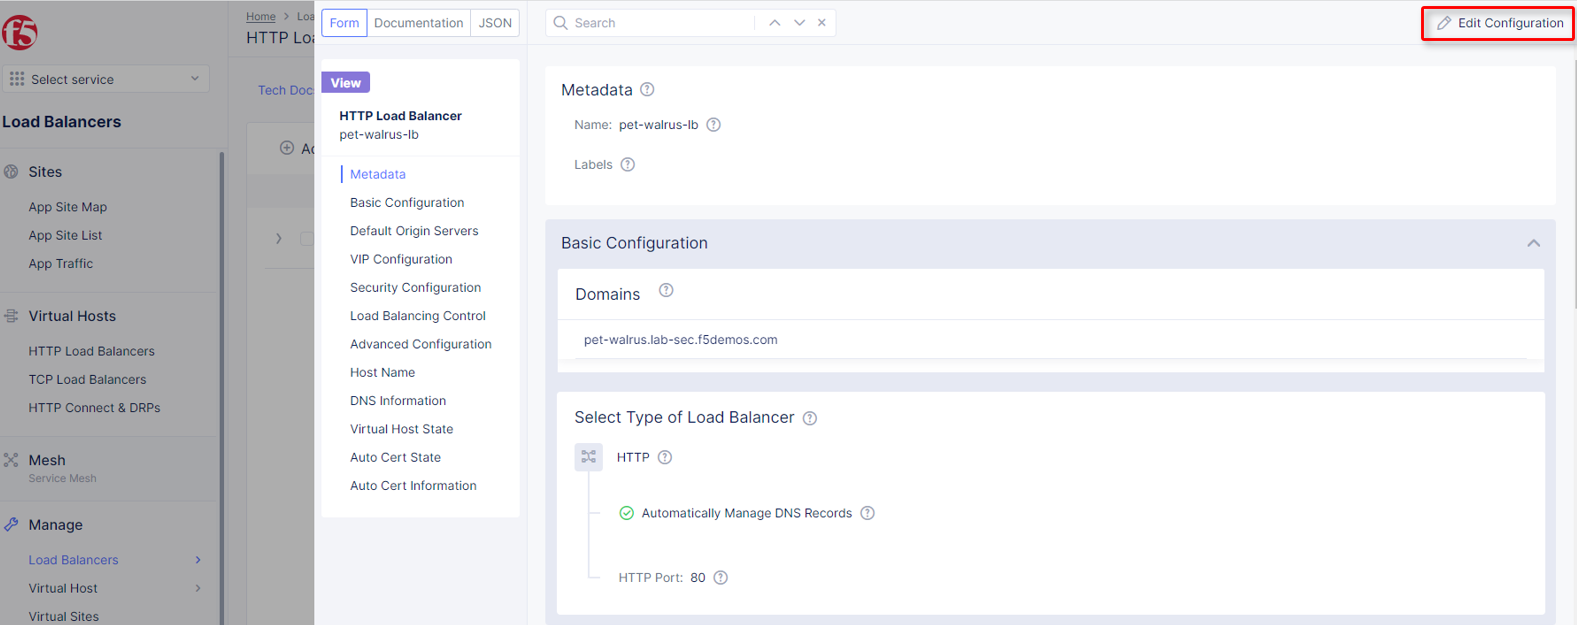 f5
Select service
Load Balancers
Sites
App Site Map
App Site List
App Traffic
Virtual Hosts
HTTP Load Balancers
TCP Load Balancers
HTTP Connect & DRPs
Mesh
Service Mesh
Manage
Load Balancers
Virtual Host
Virtual Sites
Home > Loa
HTTP Loa
Tech Doc
Ad
Form Documentation JSON
View
HTTP Load Balancer
pet-walrus-lb
Metadata
Basic Configuration
Default Origin Servers
VIP Configuration
Security Configuration
Load Balancing Control
Advanced Configuration
Host Name
DNS Information
Virtual Host State
Auto Cert State
Auto Cert Information
Search
Edit Configuration
Metadata
Name: pet-walrus-lb
Labels
Basic Configuration
Domains
pet-walrus.lab-sec.f5demos.com
Select Type of Load Balancer
HTTP
Automatically Manage DNS Records
HTTP Port: 80